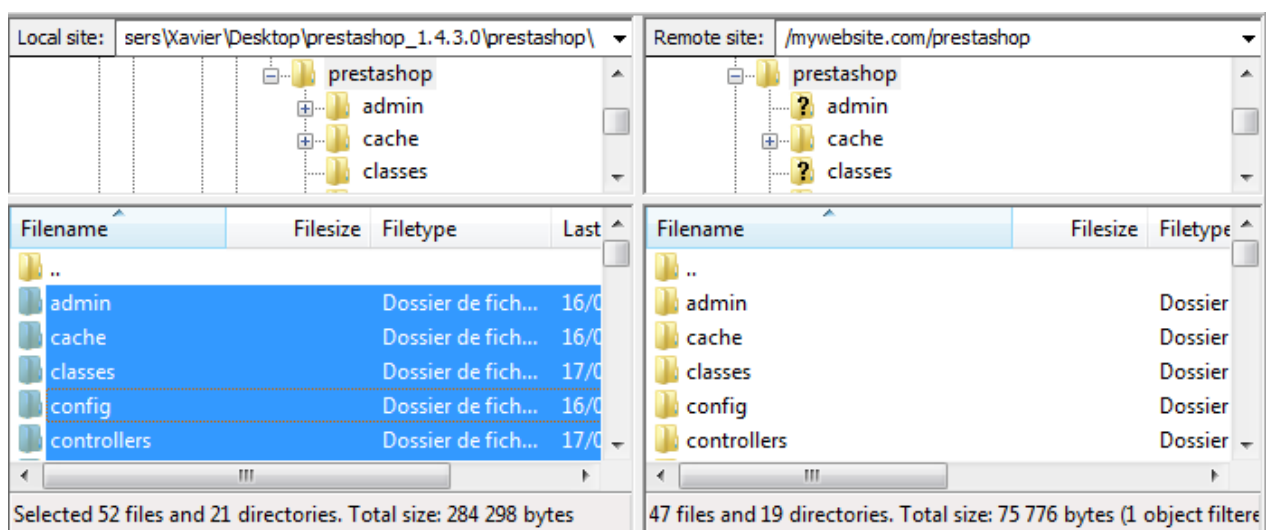 Local site: sers\Xavier\Desktop\prestashop_1.4.3.0\prestashop\
prestashop
admin
cache
classes
Filename Filesize Filetype Last
..
admin Dossier de fich... 16/0
cache Dossier de fich... 16/0
classes Dossier de fich... 17/0
config Dossier de fich... 16/0
controllers Dossier de fich... 17/0
Selected 52 files and 21 directories. Total size: 284 298 bytes
Remote site: /mywebsite.com/prestashop
prestashop
? admin
cache
? classes
Filename Filesize Filetype
..
admin Dossier
cache Dossier
classes Dossier
config Dossier
controllers Dossier
47 files and 19 directories. Total size: 75 776 bytes (1 object filtere